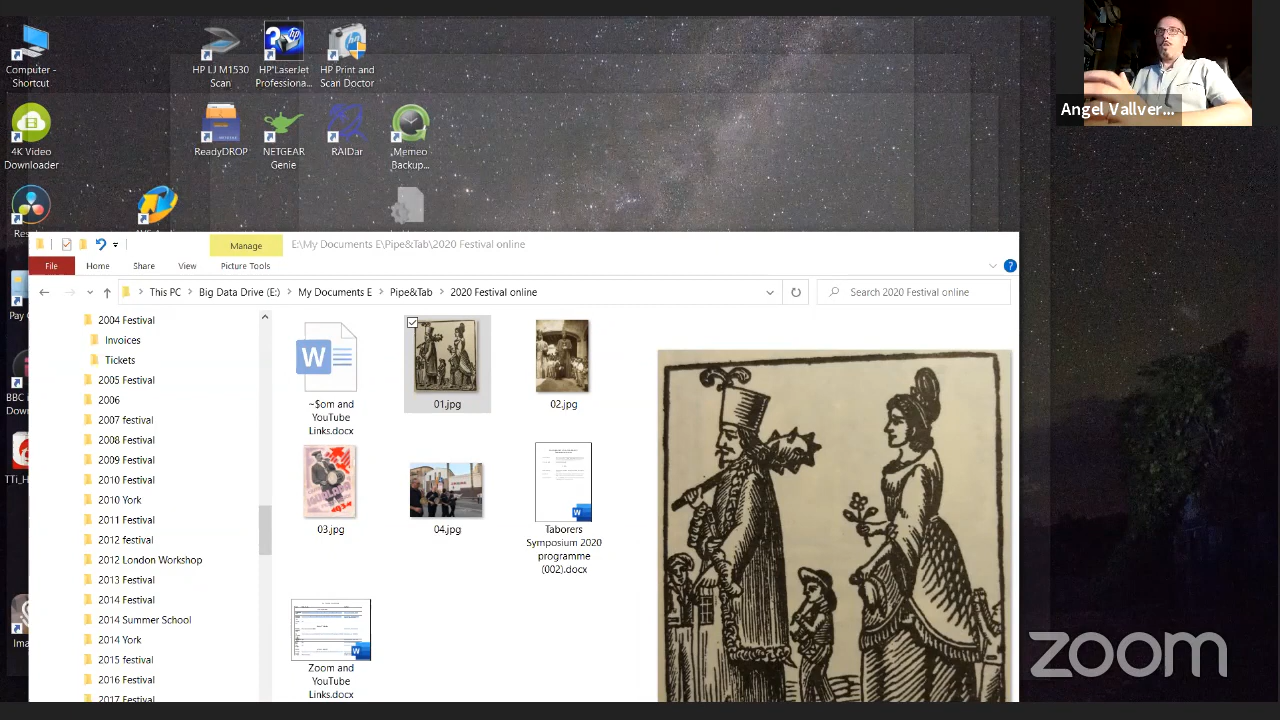 Computer -
Shortcut
HP LJ M1530
Scan
HP LaserJet
Professiona...
HP Print and
Scan Doctor
4K Video
Downloader
ReadyDROP
NETGEAR
Genie
RAIDar
Memeo
Backup...
Angel Vallver...
Manage
E:\My Documents E\Pipe&Tab\2020 Festival online
File
Home
Share
View
Picture Tools
This PC
Big Data Drive (E:)
My Documents E
Pipe&Tab
2020 Festival online
Search 2020 Festival online
2004 Festival
Invoices
Tickets
2005 Festival
2006
2007 festival
2008 Festival
2009 Festival
2010 York
2011 Festival
2012 festival
2012 London Workshop
2013 Festival
2014 Festival
2014 Summer School
2014 York
2015 festival
2016 Festival
2017 Festival
W
~$om and
YouTube
Links.docx
01.jpg
02.jpg
03.jpg
04.jpg
W
Taborers
Symposium 2020
programme
(002).docx
W
Zoom and
YouTube
Links.docx
zoom